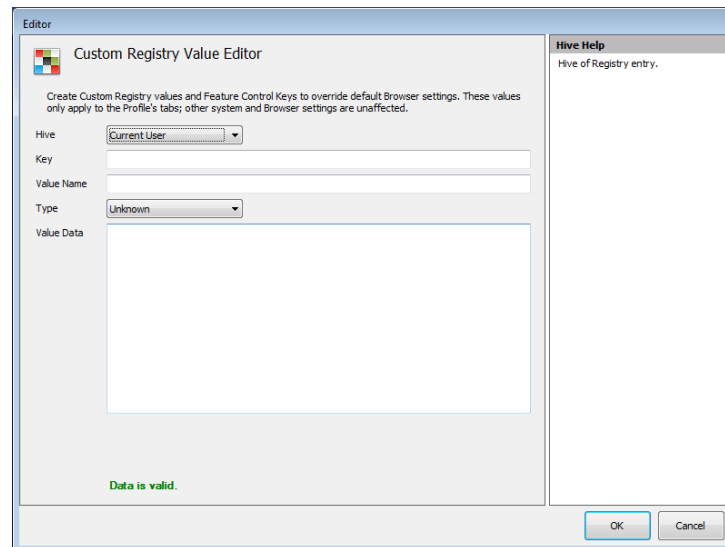 Editor
Custom Registry Value Editor
Create Custom Registry values and Feature Control Keys to override default Browser settings. These values
only apply to the Profile's tabs; other system and Browser settings are unaffected.
Hive
Current User
Key
Value Name
Type
Unknown
Value Data
Data is valid.
Hive Help
Hive of Registry entry.
OK
Cancel